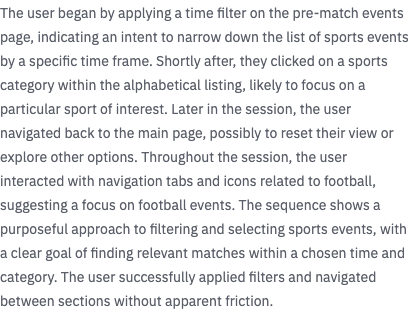 The user began by applying a time filter on the pre-match events
page, indicating an intent to narrow down the list of sports events
by a specific time frame. Shortly after, they clicked on a sports
category within the alphabetical listing, likely to focus on a
particular sport of interest. Later in the session, the user
navigated back to the main page, possibly to reset their view or
explore other options. Throughout the session, the user
interacted with navigation tabs and icons related to football,
suggesting a focus on football events. The sequence shows a
purposeful approach to filtering and selecting sports events, with
a clear goal of finding relevant matches within a chosen time and
category. The user successfully applied filters and navigated
between sections without apparent friction.